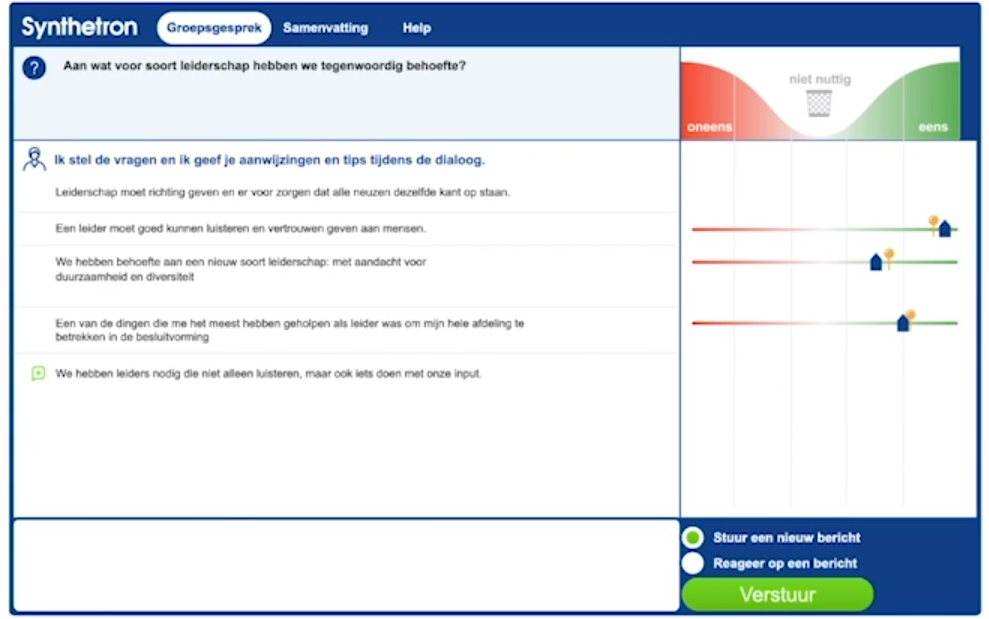 Synthetron Groepsgesprek Samenvatting Help
? Aan wat voor soort leiderschap hebben we tegenwoordig behoefte?
niet nuttig
oneens eens
Ik stel de vragen en ik geef je aanwijzingen en tips tijdens de dialoog.
Leiderschap moet richting geven en er voor zorgen dat alle neuzen dezelfde kant op staan.
Een leider moet goed kunnen luisteren en vertrouwen geven aan mensen.
We hebben behoefte aan een nieuw soort leiderschap: met aandacht voor
duurzaamheid en diversiteit
Een van de dingen die me het meest hebben geholpen als leider was om mijn hele afdeling te
betrekken in de besluitvorming
We hebben leiders nodig die niet alleen luisteren, maar ook iets doen met onze input.
Stuur een nieuw bericht
Reageer op een bericht
Verstuur